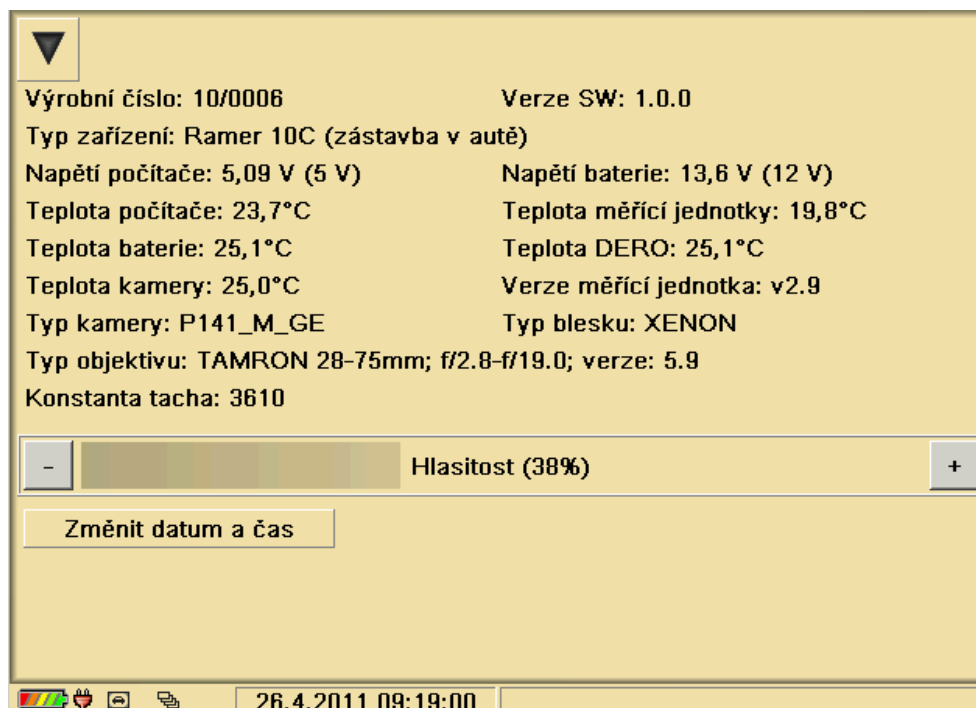 Výrobní číslo: 10/0006 Verze SW: 1.0.0
Typ zařízení: Ramer 10C (zástavba v autě)
Napětí počítače: 5,09 V (5 V) Napětí baterie: 13,6 V (12 V)
Teplota počítače: 23,7°C Teplota měřící jednotky: 19,8°C
Teplota baterie: 25,1°C Teplota DERO: 25,1°C
Teplota kamery: 25,0°C Verze měřící jednotka: v2.9
Typ kamery: P141_M_GE Typ blesku: XENON
Typ objektivu: TAMRON 28-75mm; f/2.8-f/19.0; verze: 5.9
Konstanta tacha: 3610
- Hlasitost (38%) +
Změnit datum a čas
26.4.2011 09:19:00